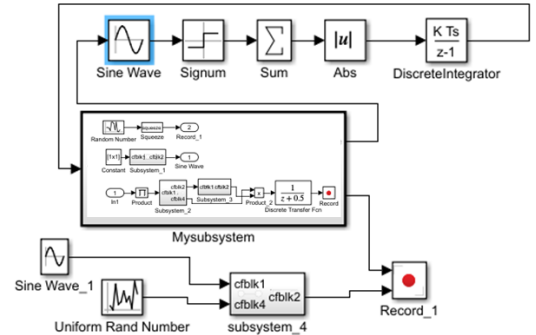 |u|
K Ts
z-1
Sine Wave
Signum
Sum
Abs
DiscreteIntegrator
2
Random Number
Squeeze
Record_1
[1x1]
cfblk1
cfblk2
1
Constant
Subsystem_1
Sine Wave
1
cfblk2
cfblk1
cfblk4
cfblk1
cfblk2
x
1
z + 0.5
In1
Product
Subsystem_2
Subsystem_3
Product_2
Discrete Transfer Fcn
Record
Mysubsystem
Sine Wave_1
cfblk1
cfblk4
cfblk2
Uniform Rand Number
subsystem_4
Record_1